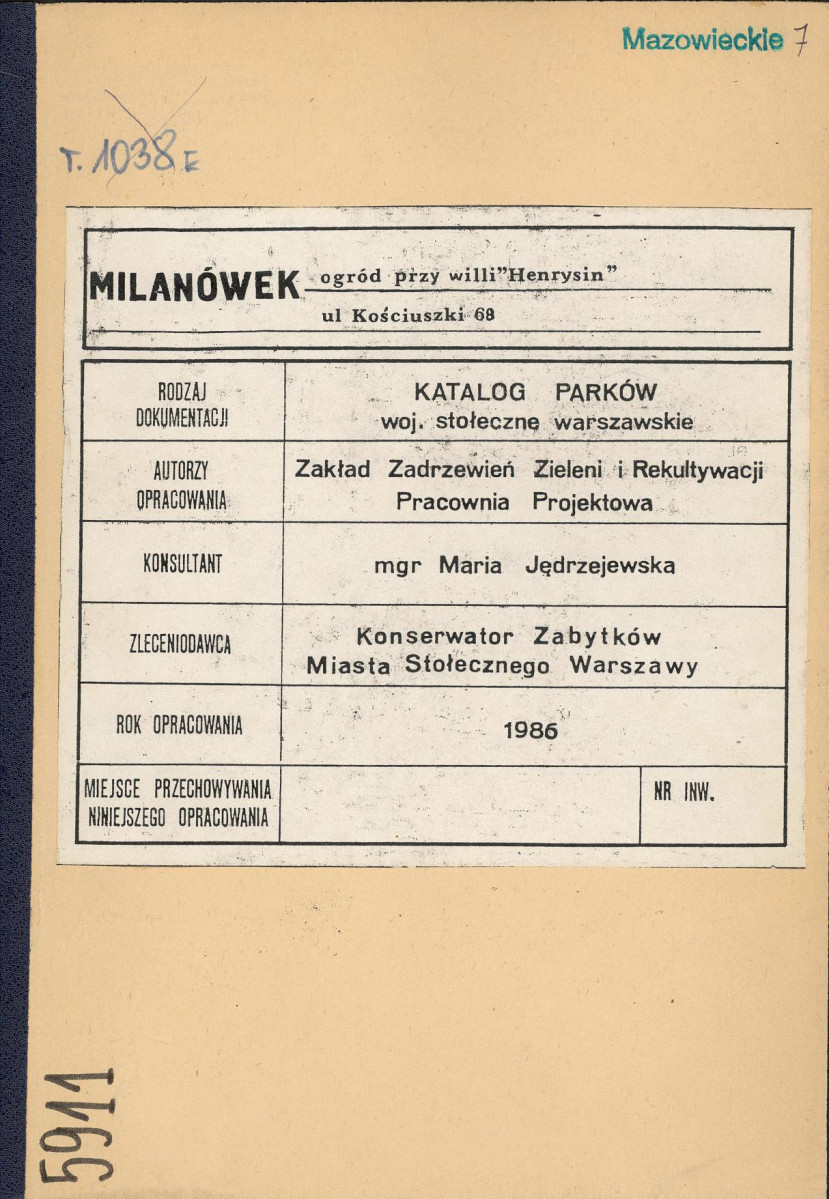 Mazowieckie 7
T. 1038 E
MILANÓWEK ogród przy willi "Henrysin"
ul Kościuszki 68
RODZAJ DOKUMENTACJI
KATALOG PARKÓW
woj. stołeczne warszawskie
AUTORZY OPRACOWANIA
Zakład Zadrzewień Zieleni i Rekultywacji
Pracownia Projektowa
KONSULTANT
mgr Maria Jędrzejewska
ZLECENIODAWCA
Konserwator Zabytków
Miasta Stołecznego Warszawy
ROK OPRACOWANIA
1986
MIEJSCE PRZECHOWYWANIA
NINIEJSZEGO OPRACOWANIA
NR INW.
5911